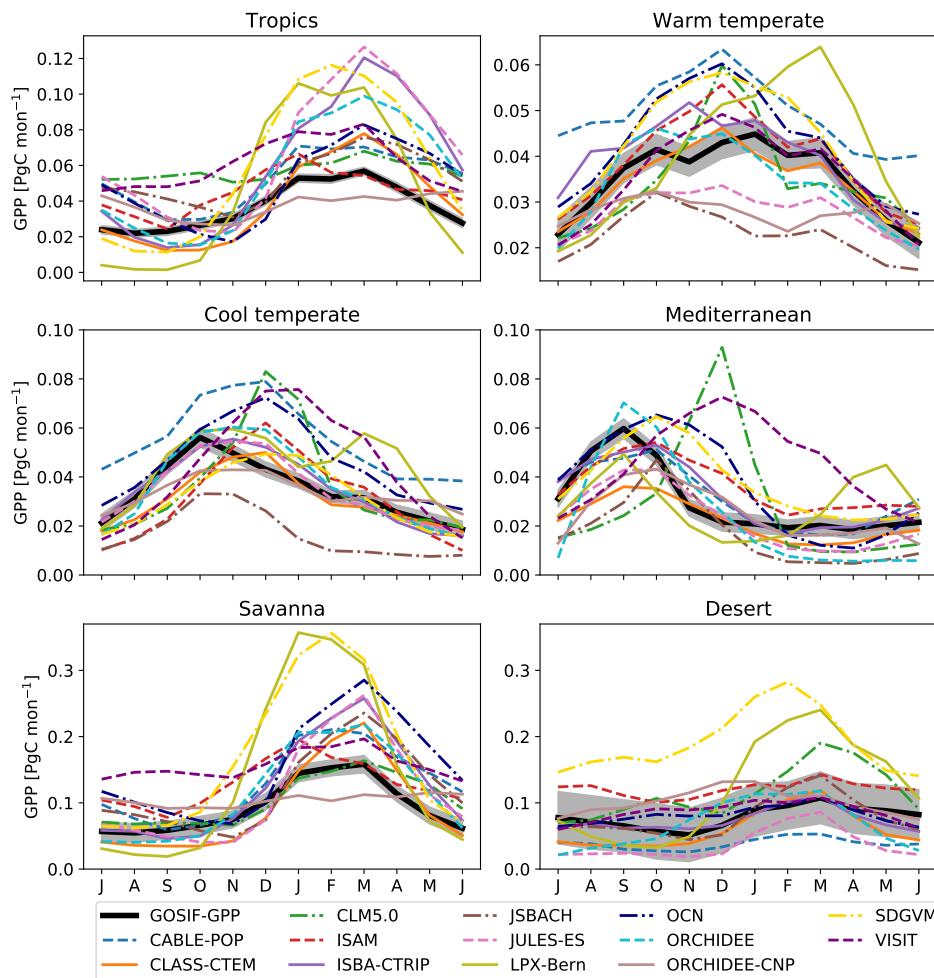 Tropics
Warm temperate
GPP [PgC mon⁻¹]
0.12
0.10
0.08
0.06
0.04
0.02
0.00
0.06
0.05
0.04
0.03
0.02
Cool temperate
Mediterranean
GPP [PgC mon⁻¹]
0.10
0.08
0.06
0.04
0.02
0.00
0.10
0.08
0.06
0.04
0.02
0.00
Savanna
Desert
GPP [PgC mon⁻¹]
0.3
0.2
0.1
0.0
0.3
0.2
0.1
0.0
J A S O N D J F M A M J
J A S O N D J F M A M J
GOSIF-GPP CLM5.0 JSBACH OCN SDGVM
CABLE-POP ISAM JULES-ES ORCHIDEE VISIT
CLASS-CTEM ISBA-CTRIP LPX-Bern ORCHIDEE-CNP